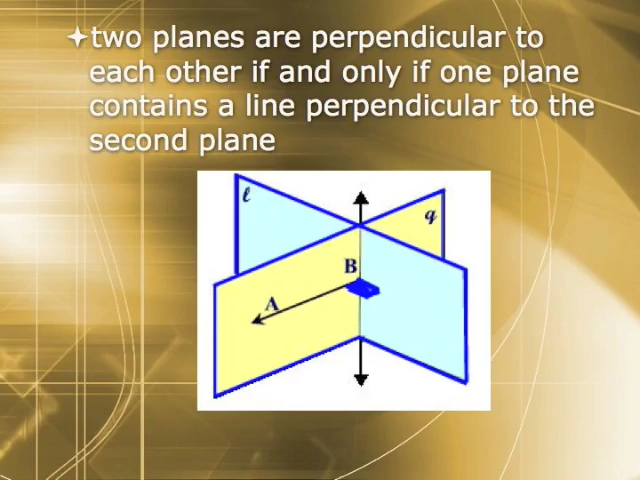 two planes are perpendicular to
each other if and only if one plane
contains a line perpendicular to the
second plane
ℓ
q
B
A